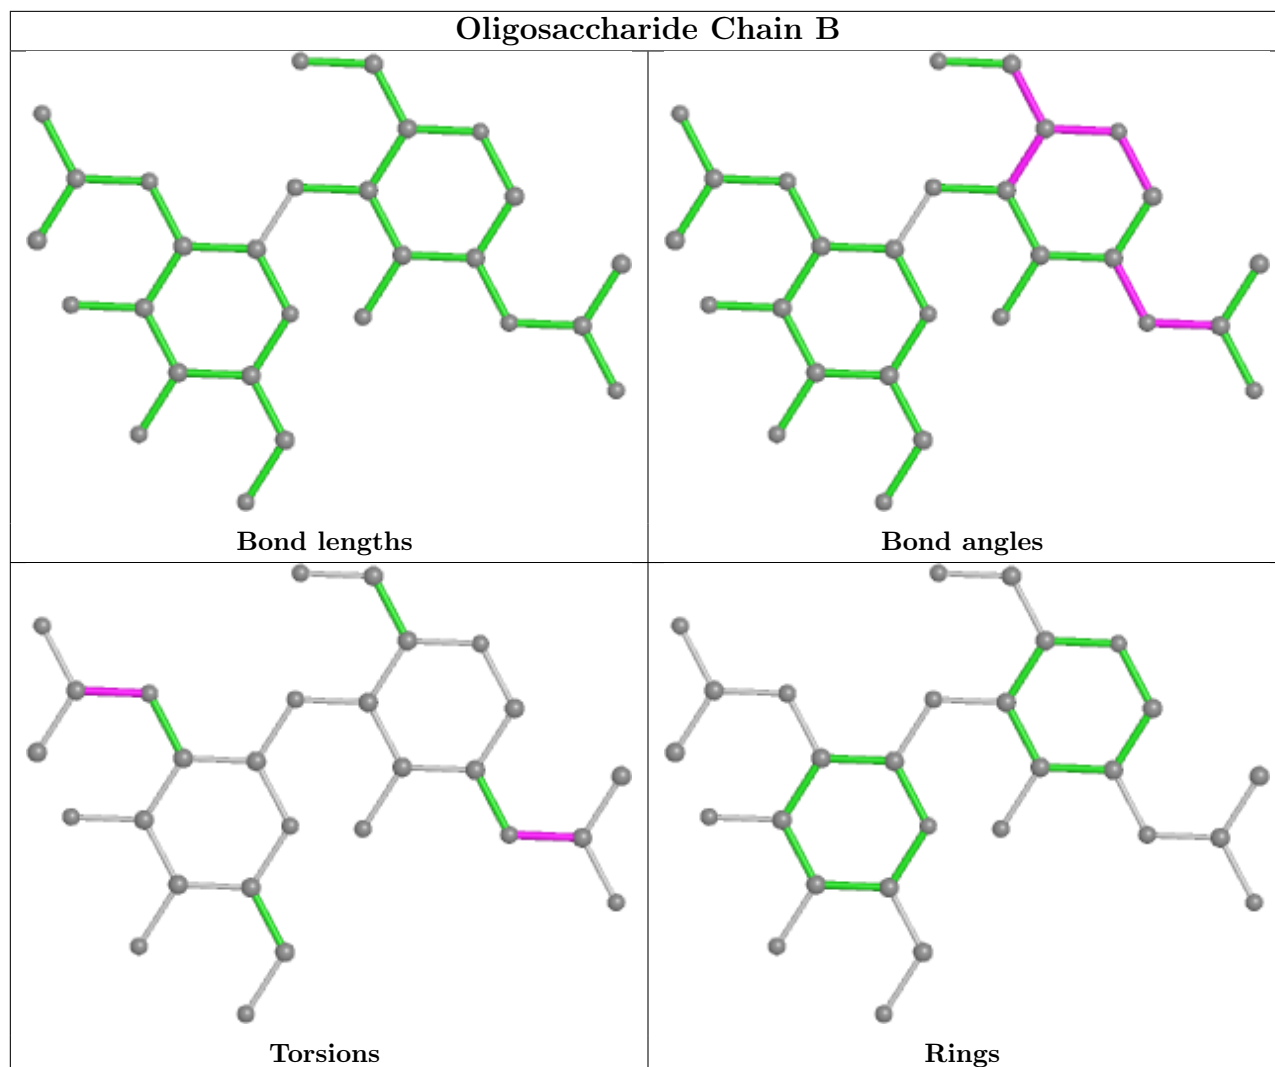 Oligosaccharide Chain B
Bond lengths
Bond angles
Torsions
Rings